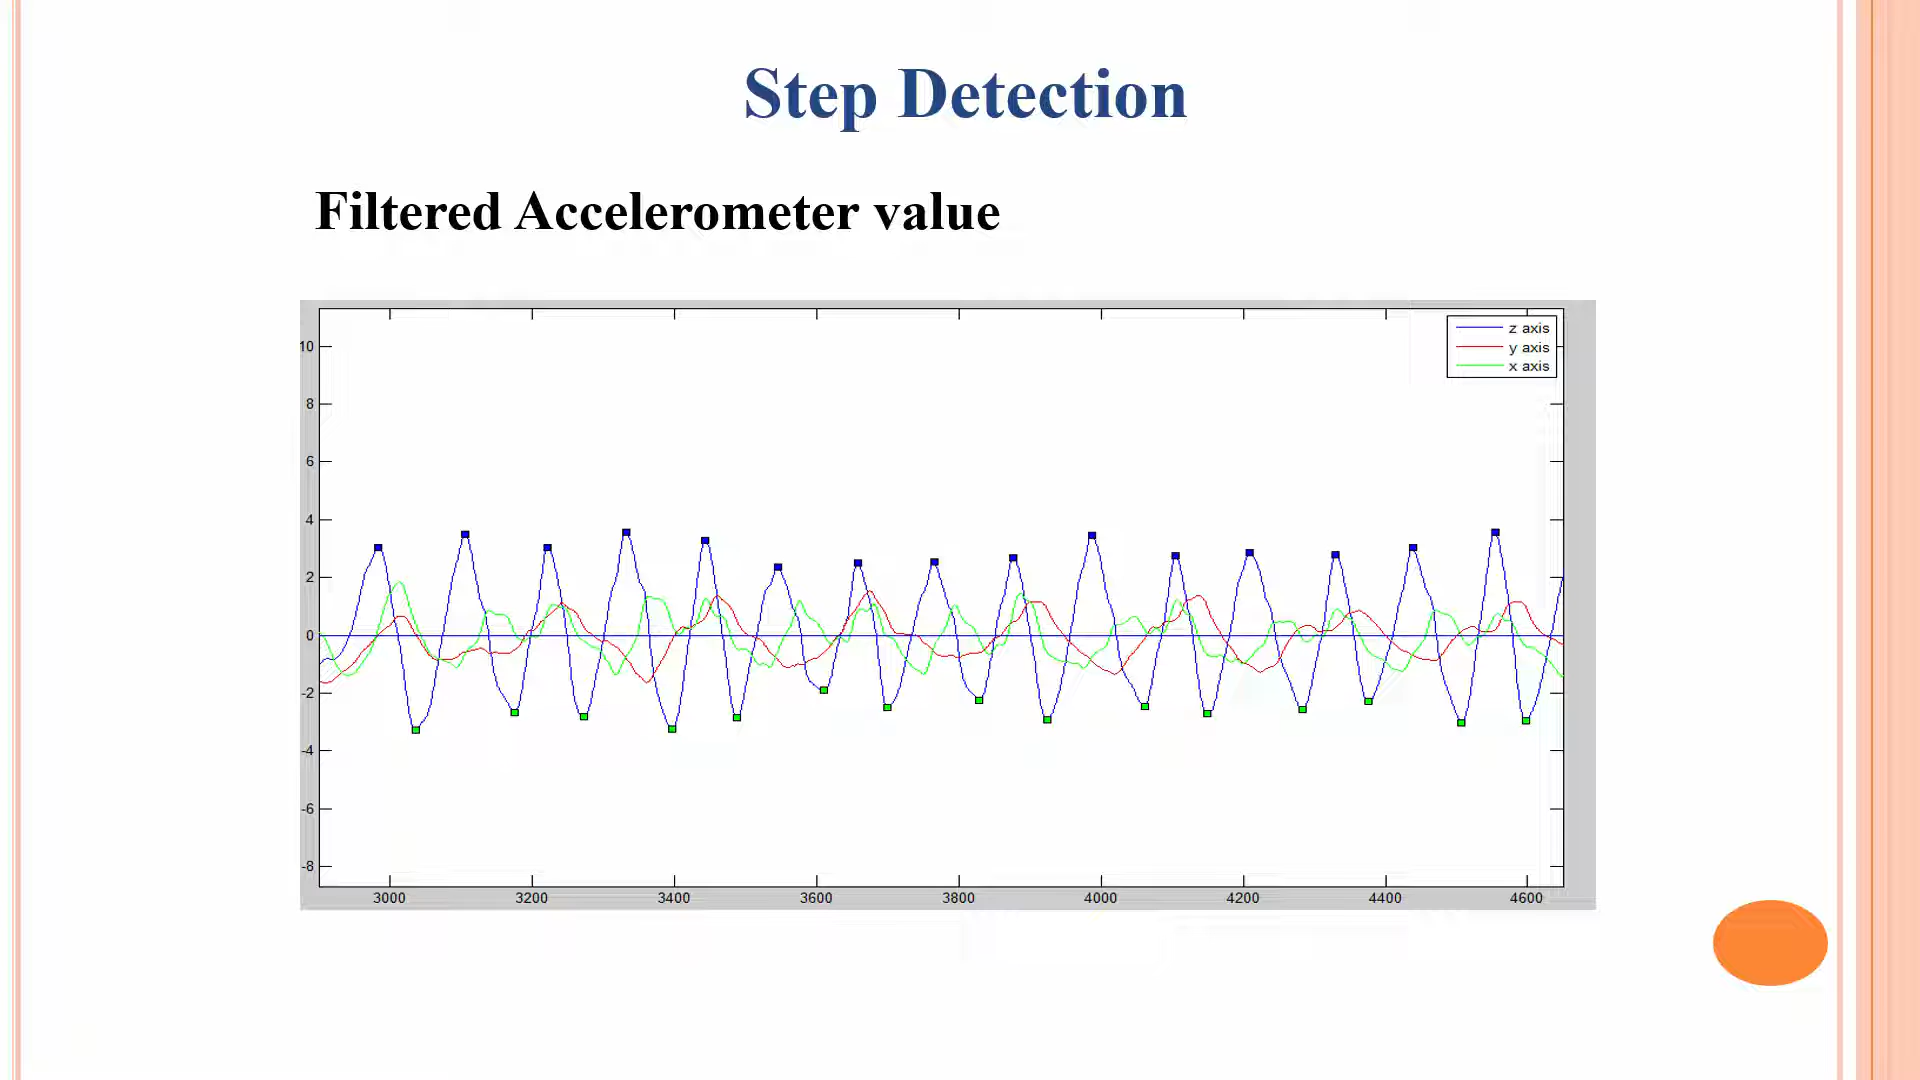 Step Detection
Filtered Accelerometer value
z axis
y axis
x axis
10
8
6
4
2
0
-2
-4
-6
-8
3000 3200 3400 3600 3800 4000 4200 4400 4600